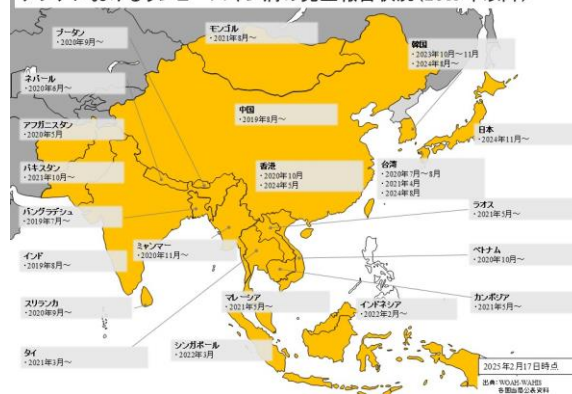 ブータン
・2020年9月～
モンゴル
・2021年8月～
韓国
・2023年10月～11月
・2024年8月～
ネパール
・2020年6月～
中国
・2019年8月～
アフガニスタン
・2020年5月
日本
・2024年11月～
パキスタン
・2021年10月～
香港
・2020年10月
・2024年5月
台湾
・2020年7月～8月
・2021年4月
・2024年8月
バングラデシュ
・2019年7月～
ラオス
・2021年5月～
ミャンマー
・2020年11月～
インド
・2019年8月～
ベトナム
・2020年10月～
スリランカ
・2020年9月～
マレーシア
・2021年5月～
インドネシア
・2022年2月～
カンボジア
・2021年5月～
タイ
・2021年3月～
シンガポール
・2022年3月
2025年2月17日時点
出典：WOAH-WAHIS
各国当局公表資料